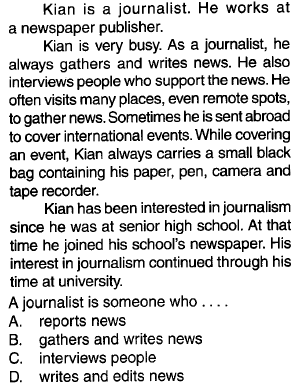 Kian is a journalist. He works at
a newspaper publisher.
Kian is very busy. As a journalist, he
always gathers and writes news. He also
interviews people who support the news. He
often visits many places, even remote spots,
to gather news. Sometimes he is sent abroad
to cover international events. While covering
an event, Kian always carries a small black
bag containing his paper, pen, camera and
tape recorder.
Kian has been interested in journalism
since he was at senior high school. At that
time he joined his school's newspaper. His
interest in journalism continued through his
time at university.
A journalist is someone who . . . .
A. reports news
B. gathers and writes news
C. interviews people
D. writes and edits news